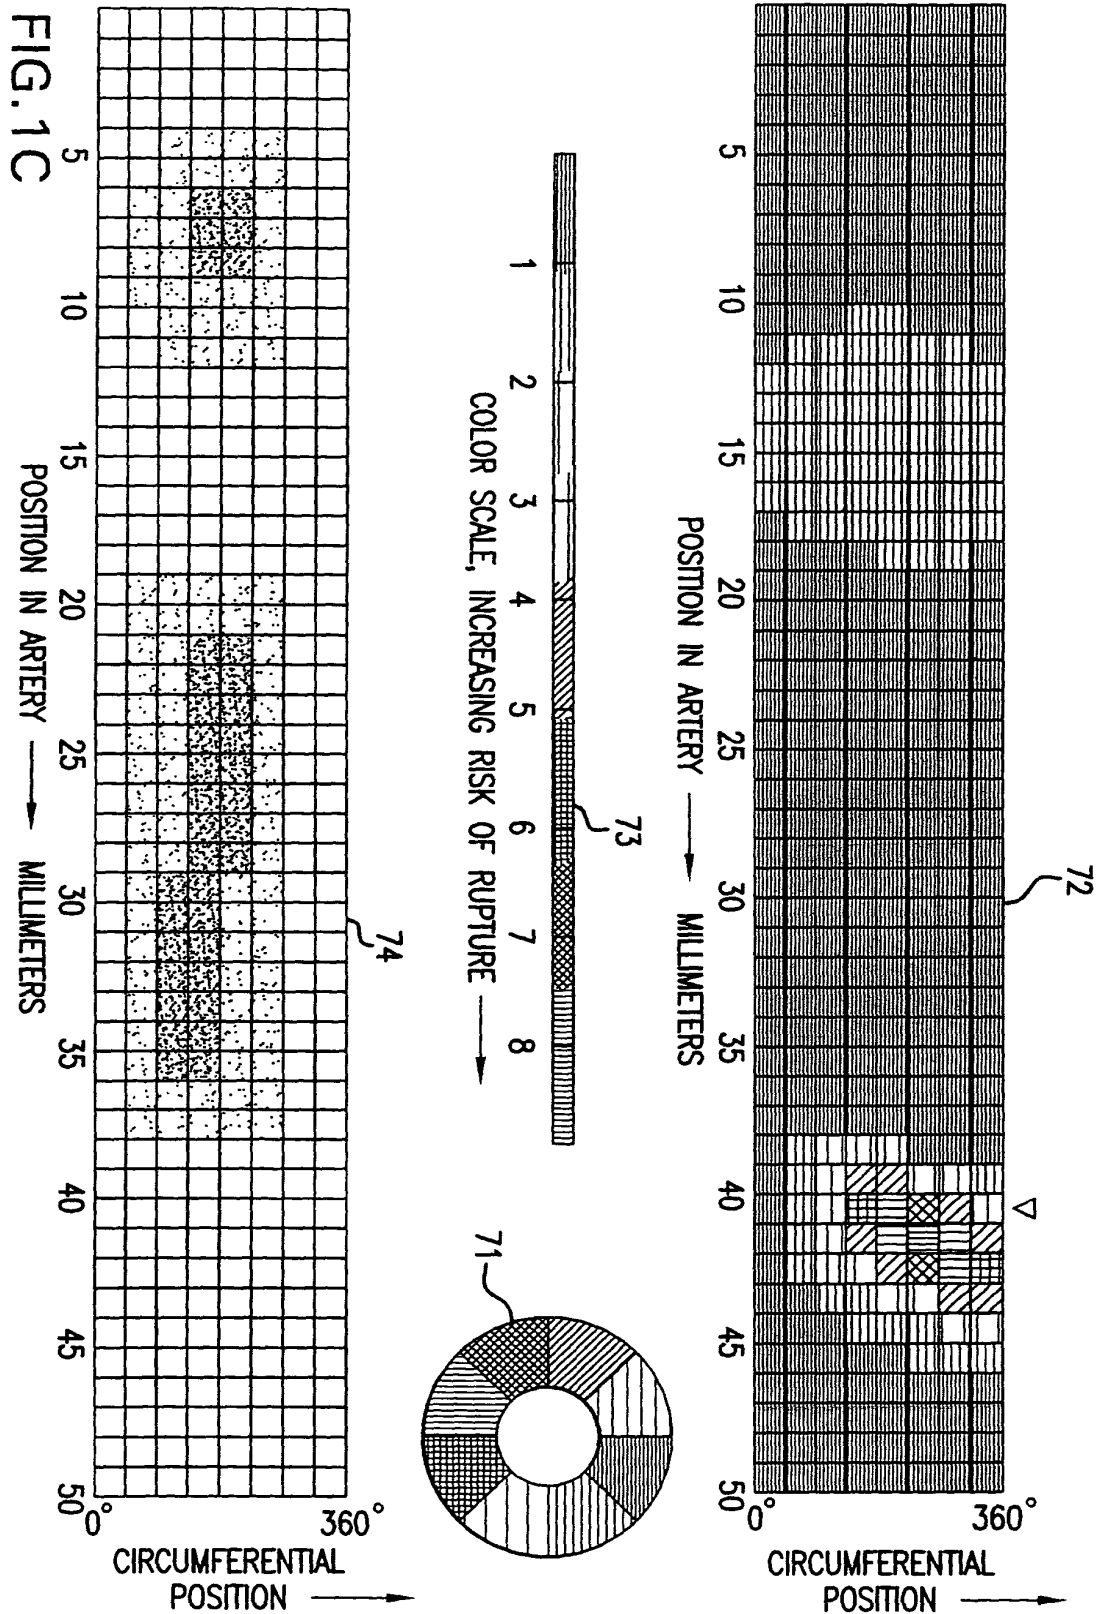 72
5 10 15 20 25 30 35 40 45 50
0° 360°
CIRCUMFERENTIAL
POSITION
POSITION IN ARTERY MILLIMETERS
73
1 2 3 4 5 6 7 8
COLOR SCALE, INCREASING RISK OF RUPTURE
71
74
5 10 15 20 25 30 35 40 45 50
0° 360°
CIRCUMFERENTIAL
POSITION
POSITION IN ARTERY MILLIMETERS
FIG.1C